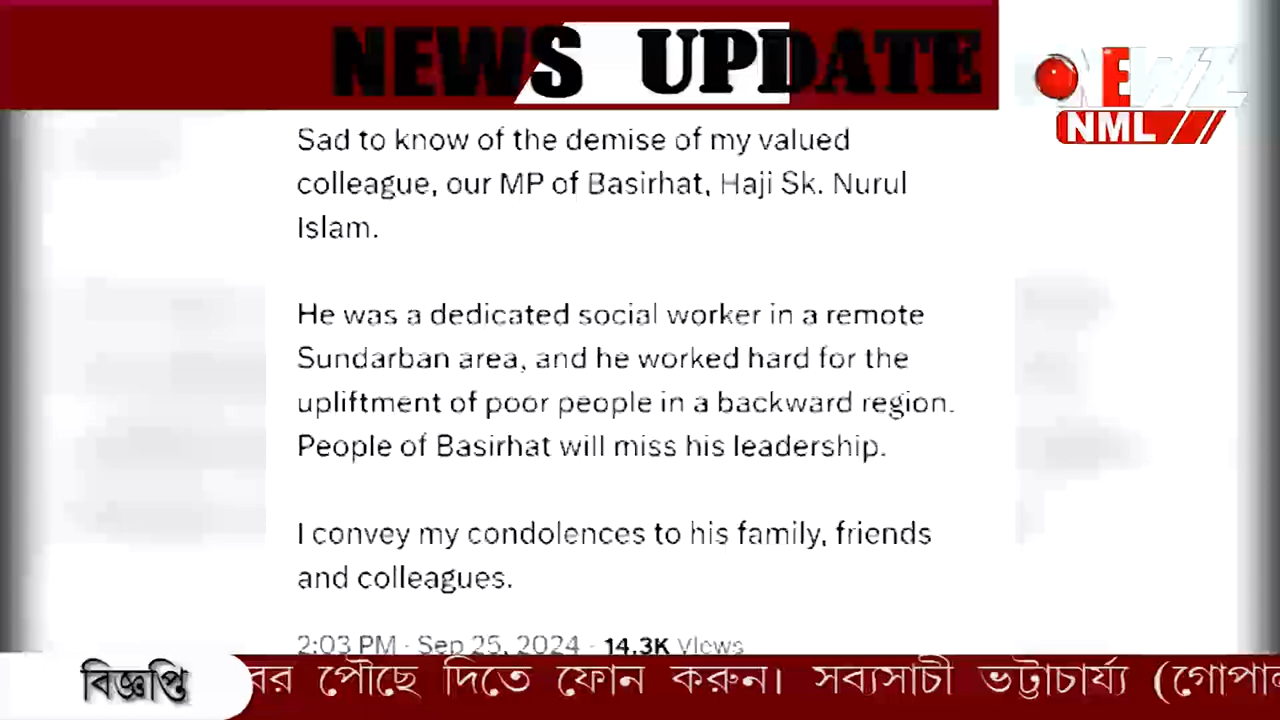 NEWS UPDATE
NEWZ
NML
Sad to know of the demise of my valued
colleague, our MP of Basirhat, Haji Sk. Nurul
Islam.
He was a dedicated social worker in a remote
Sundarban area, and he worked hard for the
upliftment of poor people in a backward region.
People of Basirhat will miss his leadership.
I convey my condolences to his family, friends
and colleagues.
2:03 PM · Sep 25, 2024 · 14.3K Views
বিজ্ঞপ্তি
পৌছে দিতে ফোন করুন। সব্যসাচী ভট্টাচার্য্য